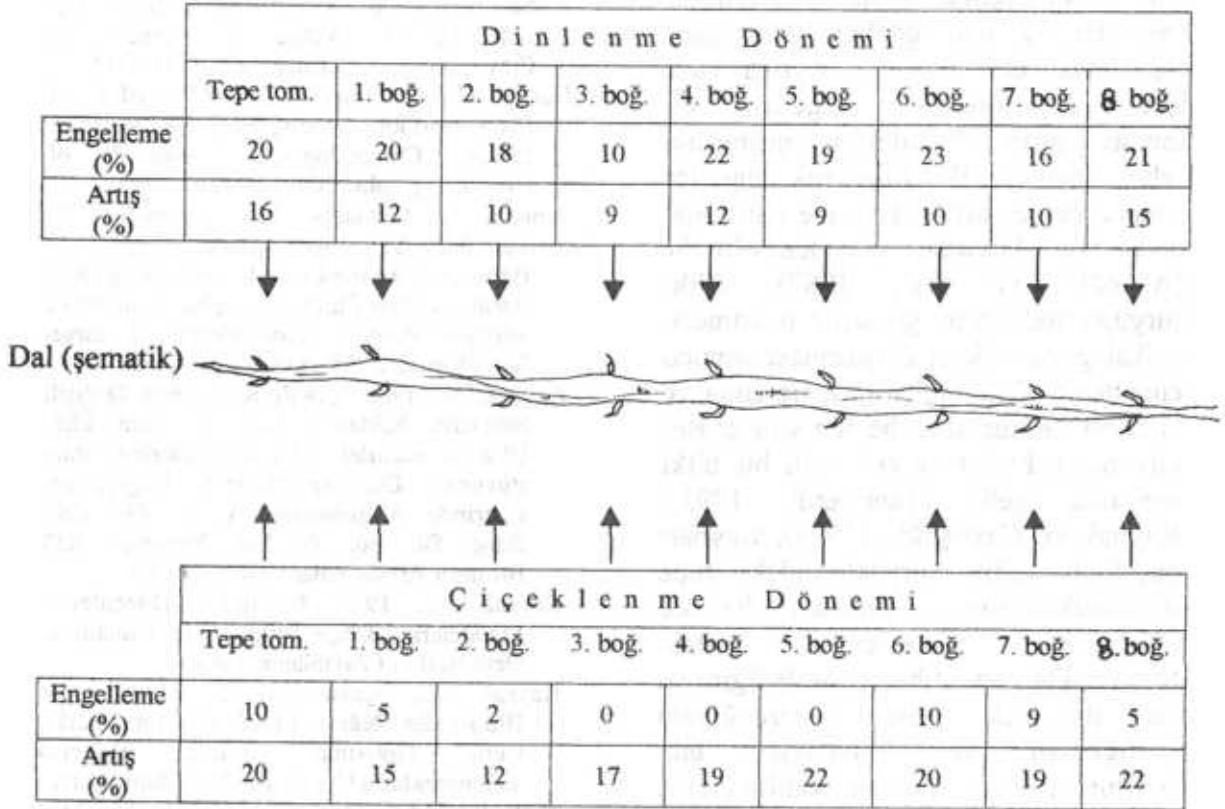 Dinlenme Dönemi
Tepe tom. 1. boğ. 2. boğ. 3. boğ. 4. boğ. 5. boğ. 6. boğ. 7. boğ. 8. boğ.
Engelleme (%) 20 20 18 10 22 19 23 16 21
Artış (%) 16 12 10 9 12 9 10 10 15
Dal (şematik)
Çiçeklenme Dönemi
Tepe tom. 1. boğ. 2. boğ. 3. boğ. 4. boğ. 5. boğ. 6. boğ. 7. boğ. 8. boğ.
Engelleme (%) 10 5 2 0 0 0 10 9 5
Artış (%) 20 15 12 17 19 22 20 19 22